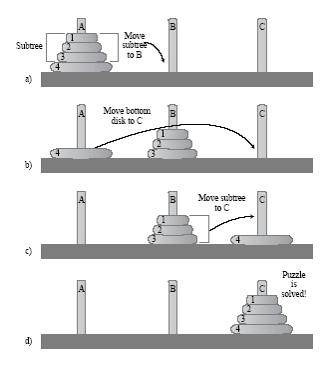 A B C
Subtree
1
2
3
4
Move
subtree
to B
a)
A B C
Move bottom
disk to C
1
2
4 3
b)
A B C
Move subtree
to C
1
2
3 4
c)
A B C
Puzzle
is
solved!
1
2
3
4
d)